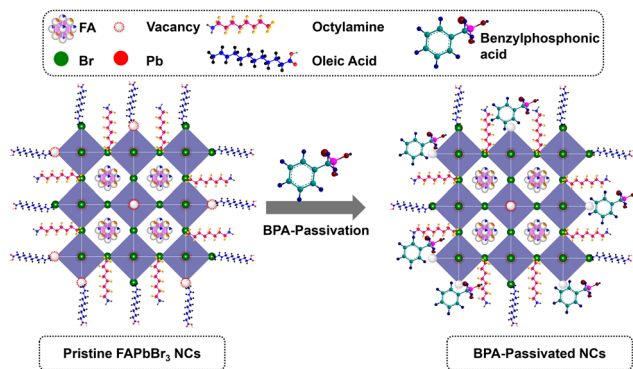 FA Vacancy Octylamine Benzylphosphonic
acid
Br Pb Oleic Acid
BPA-Passivation
Pristine FAPbBr₃ NCs BPA-Passivated NCs